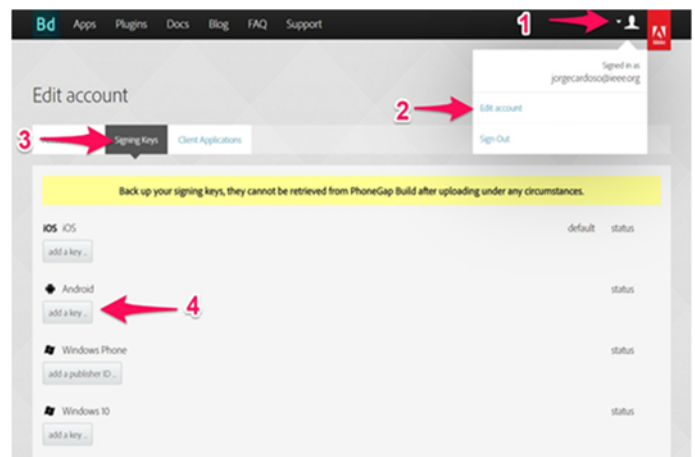 Bd Apps Plugins Docs Blog FAQ Support 1
Signed in as
jorgecardoso@ieee.org
Edit account
2 Edit account
3 Signing Keys Client Applications
Sign Out
Back up your signing keys, they cannot be retrieved from PhoneGap Build after uploading under any circumstances.
iOS iOS default status
add a key ..
Android status
add a key .. 4
Windows Phone status
add a publisher ID ..
Windows 10 status
add a key ..